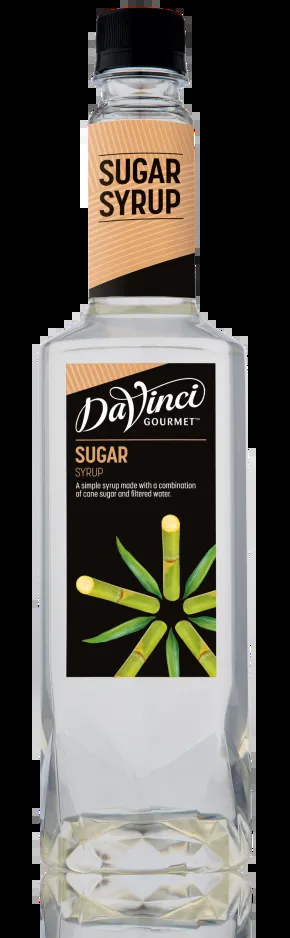 SUGAR
SYRUP
DaVinci
GOURMET™
SUGAR
SYRUP
A simple syrup made with a combination
of cane sugar and filtered water.